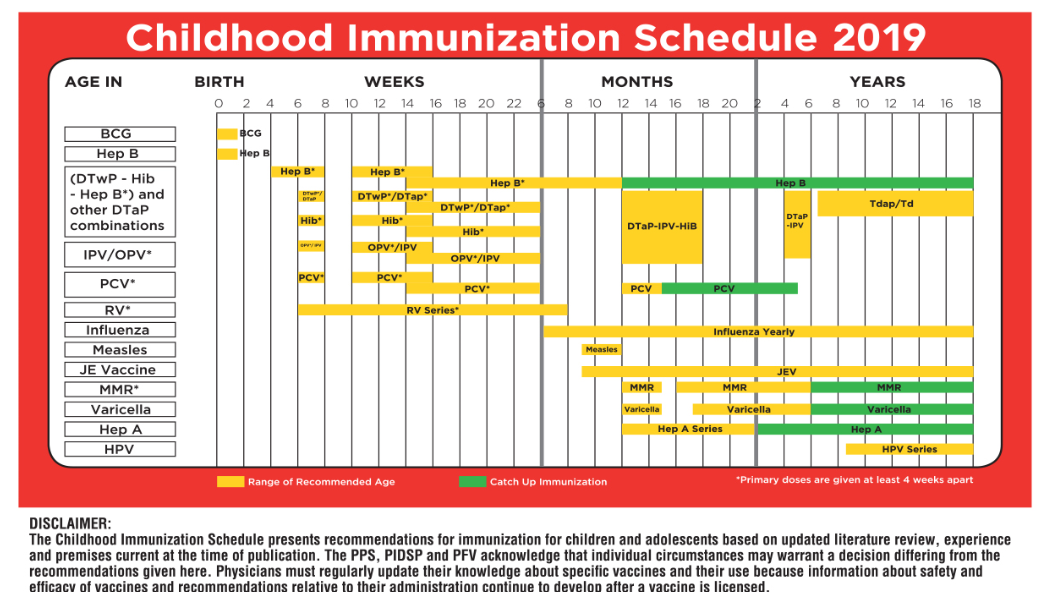 Childhood Immunization Schedule 2019
AGE IN BIRTH WEEKS MONTHS YEARS
0 2 4 6 8 10 12 14 16 18 20 22 6 8 10 12 14 16 18 20 2 4 6 8 10 12 14 16 18
BCG BCG
Hep B Hep B
(DTwP - Hib
- Hep B*) and
other DTaP
combinations
Hep B* Hep B*
Hep B* Hep B
DTwP*/
DTaP
DTwP*/DTap*
DTwP*/DTap*
Hib* Hib*
Hib*
DTaP-IPV-HiB
DTaP
-IPV
Tdap/Td
IPV/OPV*
OPV*/IPV OPV*/IPV
OPV*/IPV
PCV*
PCV* PCV*
PCV* PCV PCV
RV* RV Series*
Influenza Influenza Yearly
Measles Measles
JE Vaccine JEV
MMR* MMR MMR MMR
Varicella Varicella Varicella Varicella
Hep A Hep A Series Hep A
HPV HPV Series
Range of Recommended Age Catch Up Immunization *Primary doses are given at least 4 weeks apart
DISCLAIMER:
The Childhood Immunization Schedule presents recommendations for immunization for children and adolescents based on updated literature review, experience
and premises current at the time of publication. The PPS, PIDSP and PFV acknowledge that individual circumstances may warrant a decision differing from the
recommendations given here. Physicians must regularly update their knowledge about specific vaccines and their use because information about safety and
efficacy of vaccines and recommendations relative to their administration continue to develop after a vaccine is licensed.